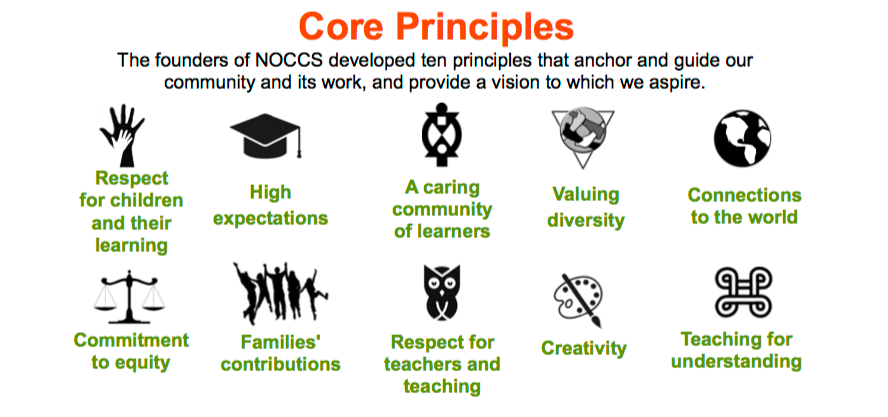 Core Principles
The founders of NOCCS developed ten principles that anchor and guide our
community and its work, and provide a vision to which we aspire.
Respect
for children
and their
learning
High
expectations
A caring
community
of learners
Valuing
diversity
Connections
to the world
Commitment
to equity
Families'
contributions
Respect for
teachers and
teaching
Creativity
Teaching for
understanding